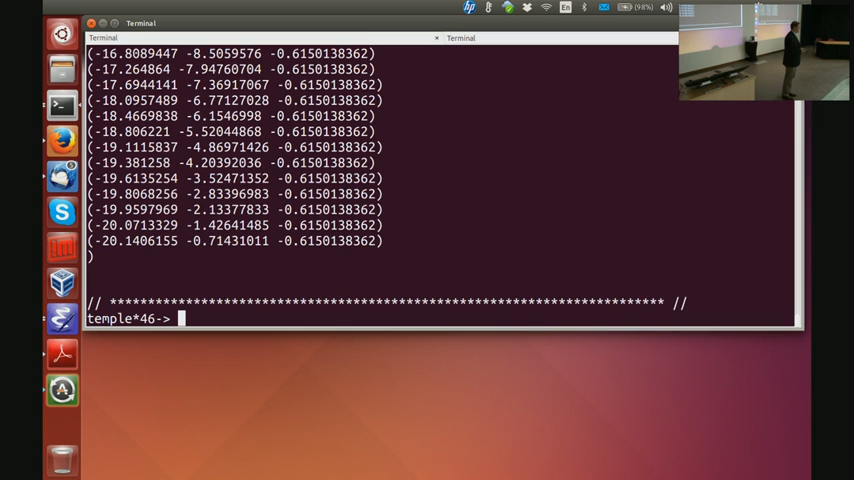 Terminal
En
(98%)
Terminal
Terminal
(-16.8089447 -8.5059576 -0.6150138362)
(-17.264864 -7.94760704 -0.6150138362)
(-17.6944141 -7.36917067 -0.6150138362)
(-18.0957489 -6.77127028 -0.6150138362)
(-18.4669838 -6.1546998 -0.6150138362)
(-18.806221 -5.52044868 -0.6150138362)
(-19.1115837 -4.86971426 -0.6150138362)
(-19.381258 -4.20392036 -0.6150138362)
(-19.6135254 -3.52471352 -0.6150138362)
(-19.8068256 -2.83396983 -0.6150138362)
(-19.9597969 -2.13377833 -0.6150138362)
(-20.0713329 -1.42641485 -0.6150138362)
(-20.1406155 -0.71431011 -0.6150138362)
)
// ************************************************************************* //
temple*46->